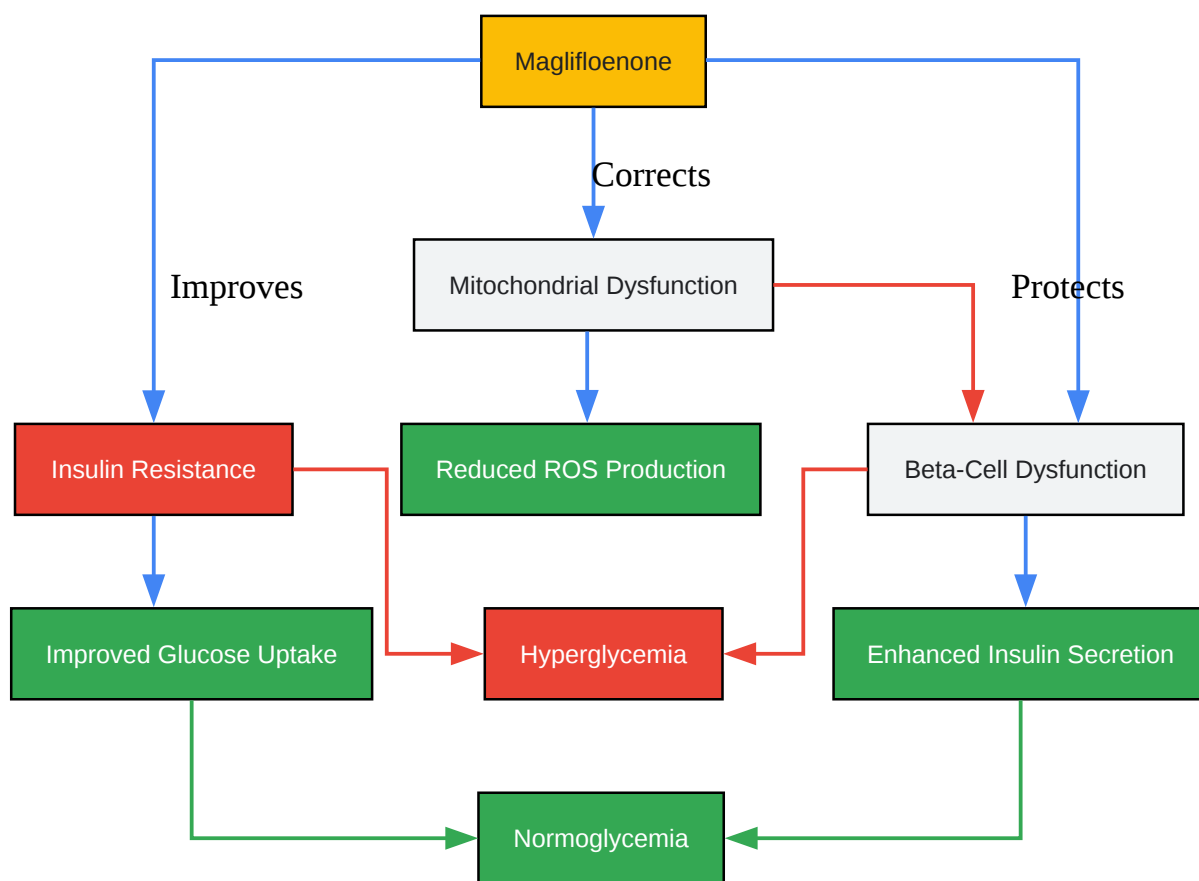 Maglifloenone
Corrects
Mitochondrial Dysfunction
Improves
Protects
Insulin Resistance
Reduced ROS Production
Beta-Cell Dysfunction
Improved Glucose Uptake
Hyperglycemia
Enhanced Insulin Secretion
Normoglycemia